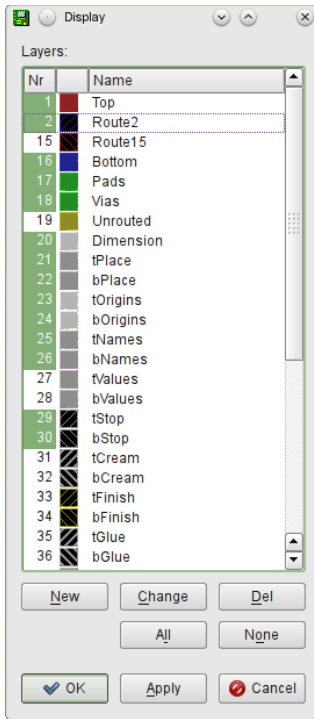 Display
Layers:
Nr Name
1 Top
2 Route2
15 Route15
16 Bottom
17 Pads
18 Vias
19 Unrouted
20 Dimension
21 tPlace
22 bPlace
23 tOrigins
24 bOrigins
25 tNames
26 bNames
27 tValues
28 bValues
29 tStop
30 bStop
31 tCream
32 bCream
33 tFinish
34 bFinish
35 tGlue
36 bGlue
New Change Del
All None
OK Apply Cancel